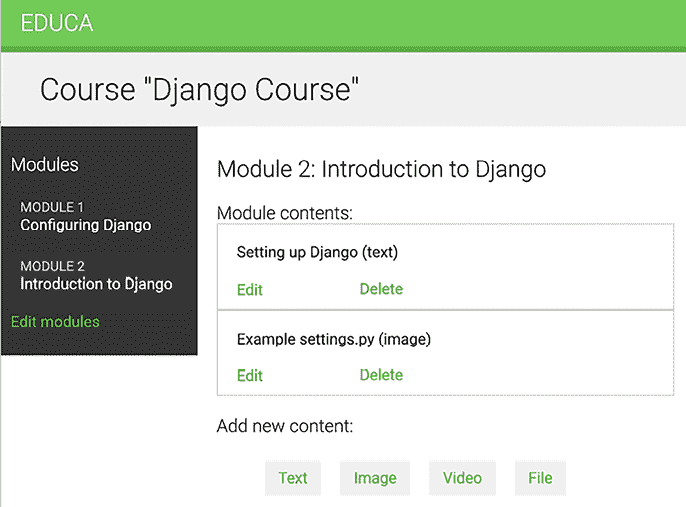 EDUCA
Course "Django Course"
Modules
MODULE 1
Configuring Django
MODULE 2
Introduction to Django
Edit modules
Module 2: Introduction to Django
Module contents:
Setting up Django (text)
Edit Delete
Example settings.py (image)
Edit Delete
Add new content:
Text Image Video File